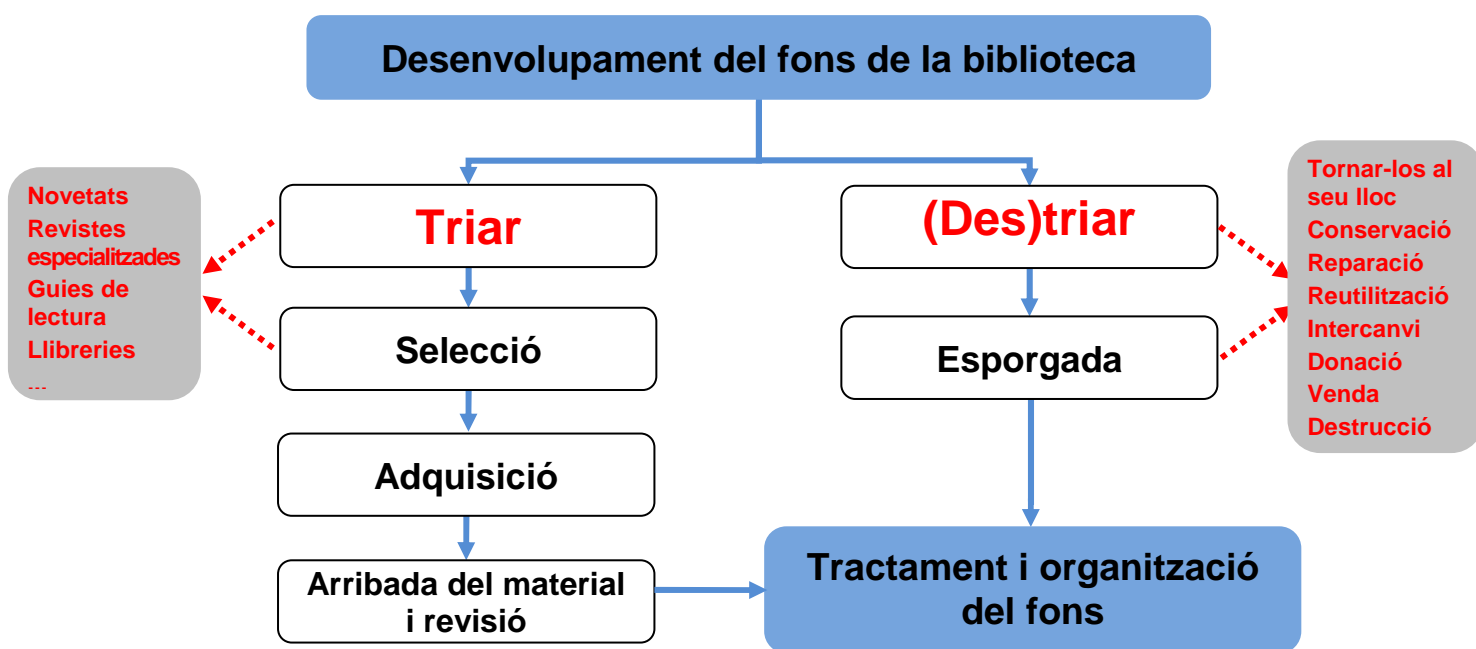 Desenvolupament del fons de la biblioteca
Novetats
Revistes
especialitzades
Guies de
lectura
Llibreries
...
Triar
Selecció
Adquisició
Arribada del material
i revisió
(Des)triar
Esporgada
Tornar-los al
seu lloc
Conservació
Reparació
Reutilització
Intercanvi
Donació
Venda
Destrucció
Tractament i organització
del fons